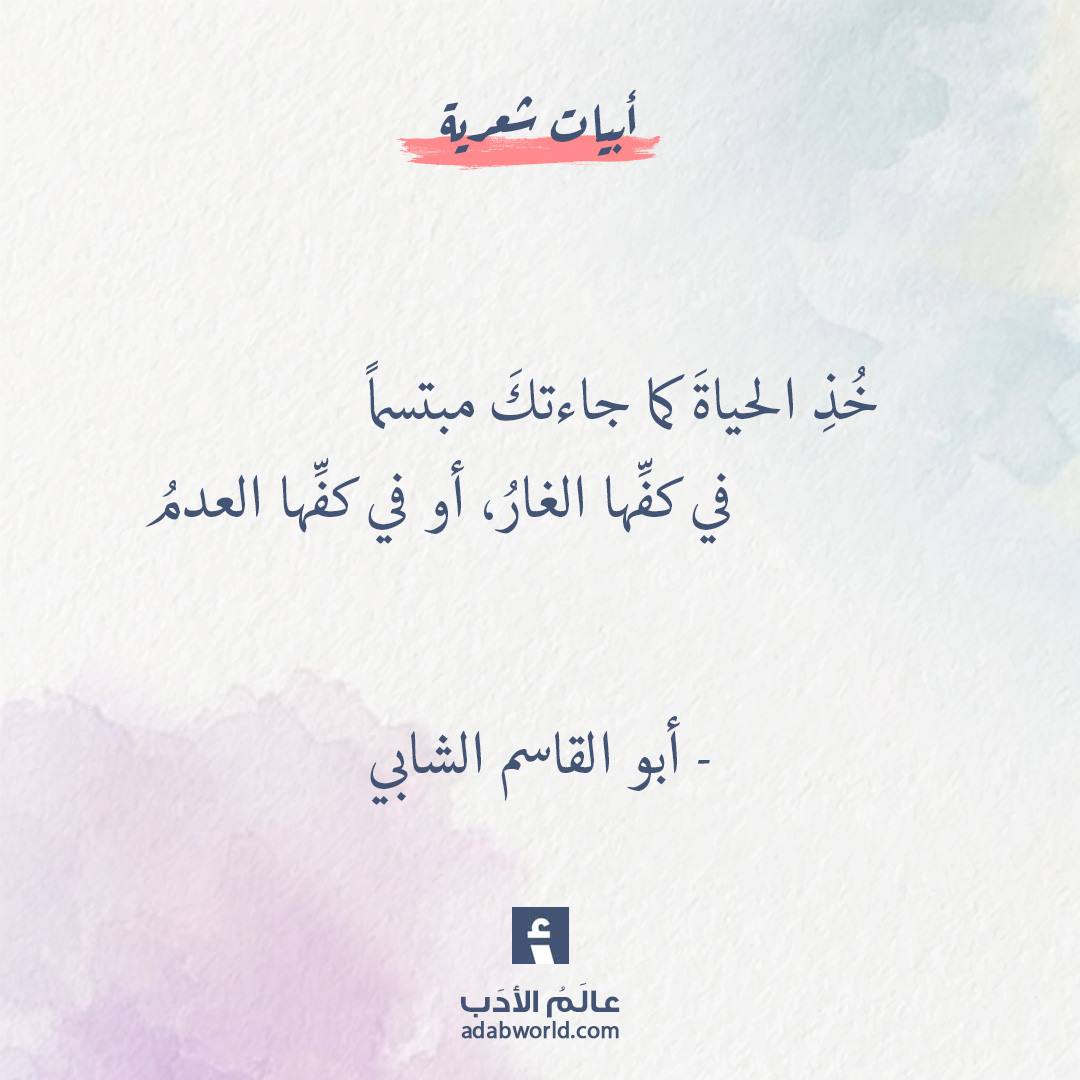 أبيات شعرية
خُذِ الحياةَ كما جاءتكَ مبتسماً
في كفِّها الغارُ، أو في كفِّها العدمُ
- أبو القاسم الشابي
أ
عالَمُ الأدَب
adabworld.com